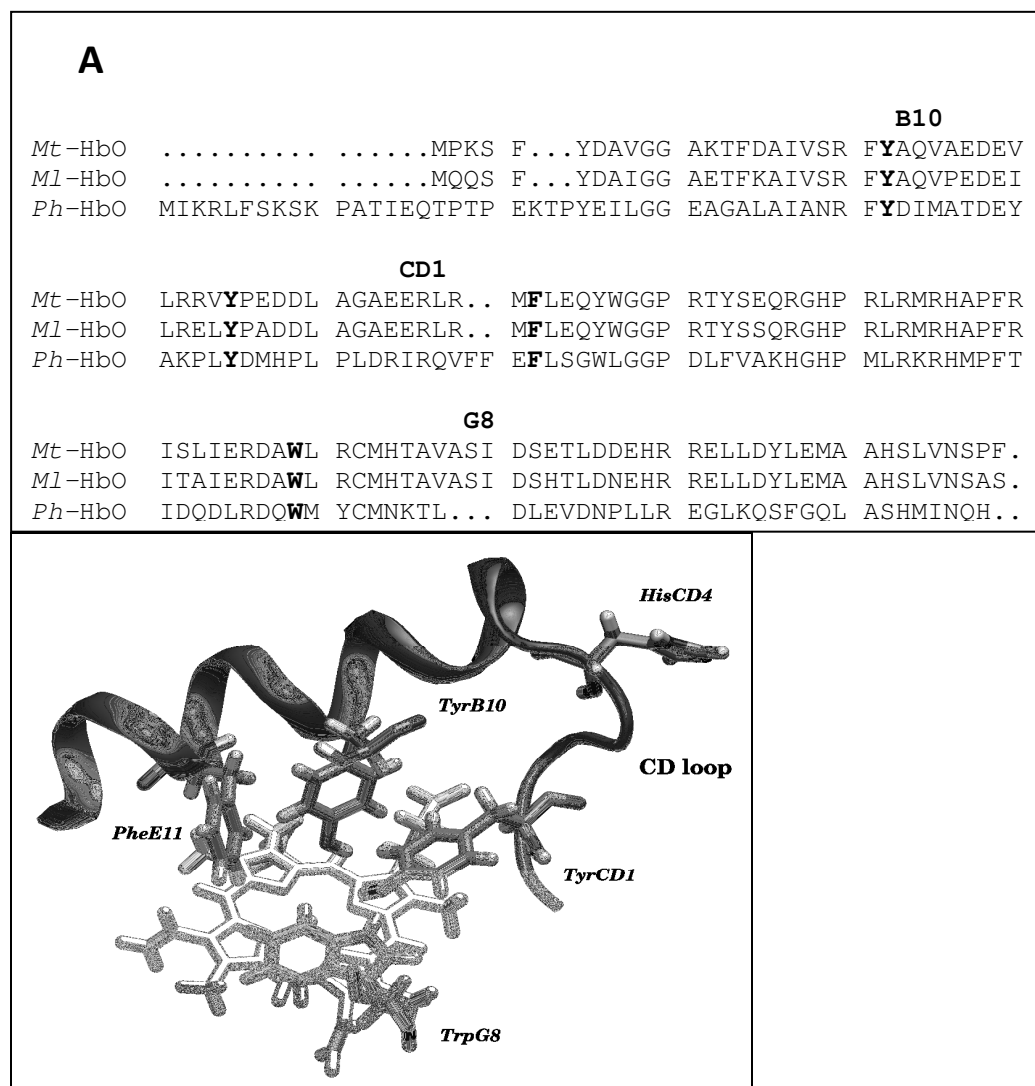 A
B10
Mt-HbO .......... ......MPKS F...YDAVGG AKTFDAIVSR FYAQVAEDEV
Ml-HbO .......... ......MQQS F...YDAIGG AETFKAIVSR FYAQVPEDEI
Ph-HbO MIKRLFSKSK PATIEQTPTP EKTPYEILGG EAGALAIANR FYDIMATDEY
CD1
Mt-HbO LRRVYPEDDL AGAEERLR.. MFLEQYWGGP RTYSEQRGHP RLRMRHAPFR
Ml-HbO LRELYPADDL AGAEERLR.. MFLEQYWGGP RTYSSQRGHP RLRMRHAPFR
Ph-HbO AKPLYDMHPL PLDRIRQVFF EFLSGWLGGP DLFVAKHGHP MLRKRHMPFT
G8
Mt-HbO ISLIERDAWL RCMHTAVASI DSETLDDEHR RELLDYLEMA AHSLVNSPF.
Ml-HbO ITAIERDAWL RCMHTAVASI DSHTLDNEHR RELLDYLEMA AHSLVNSAS.
Ph-HbO IDQDLRDQWM YCMNKTL... DLEVDNPLLR EGLKQSFGQL ASHMINQH..
HisCD4
TyrB10
CD loop
PheE11
TyrCD1
TrpG8
N